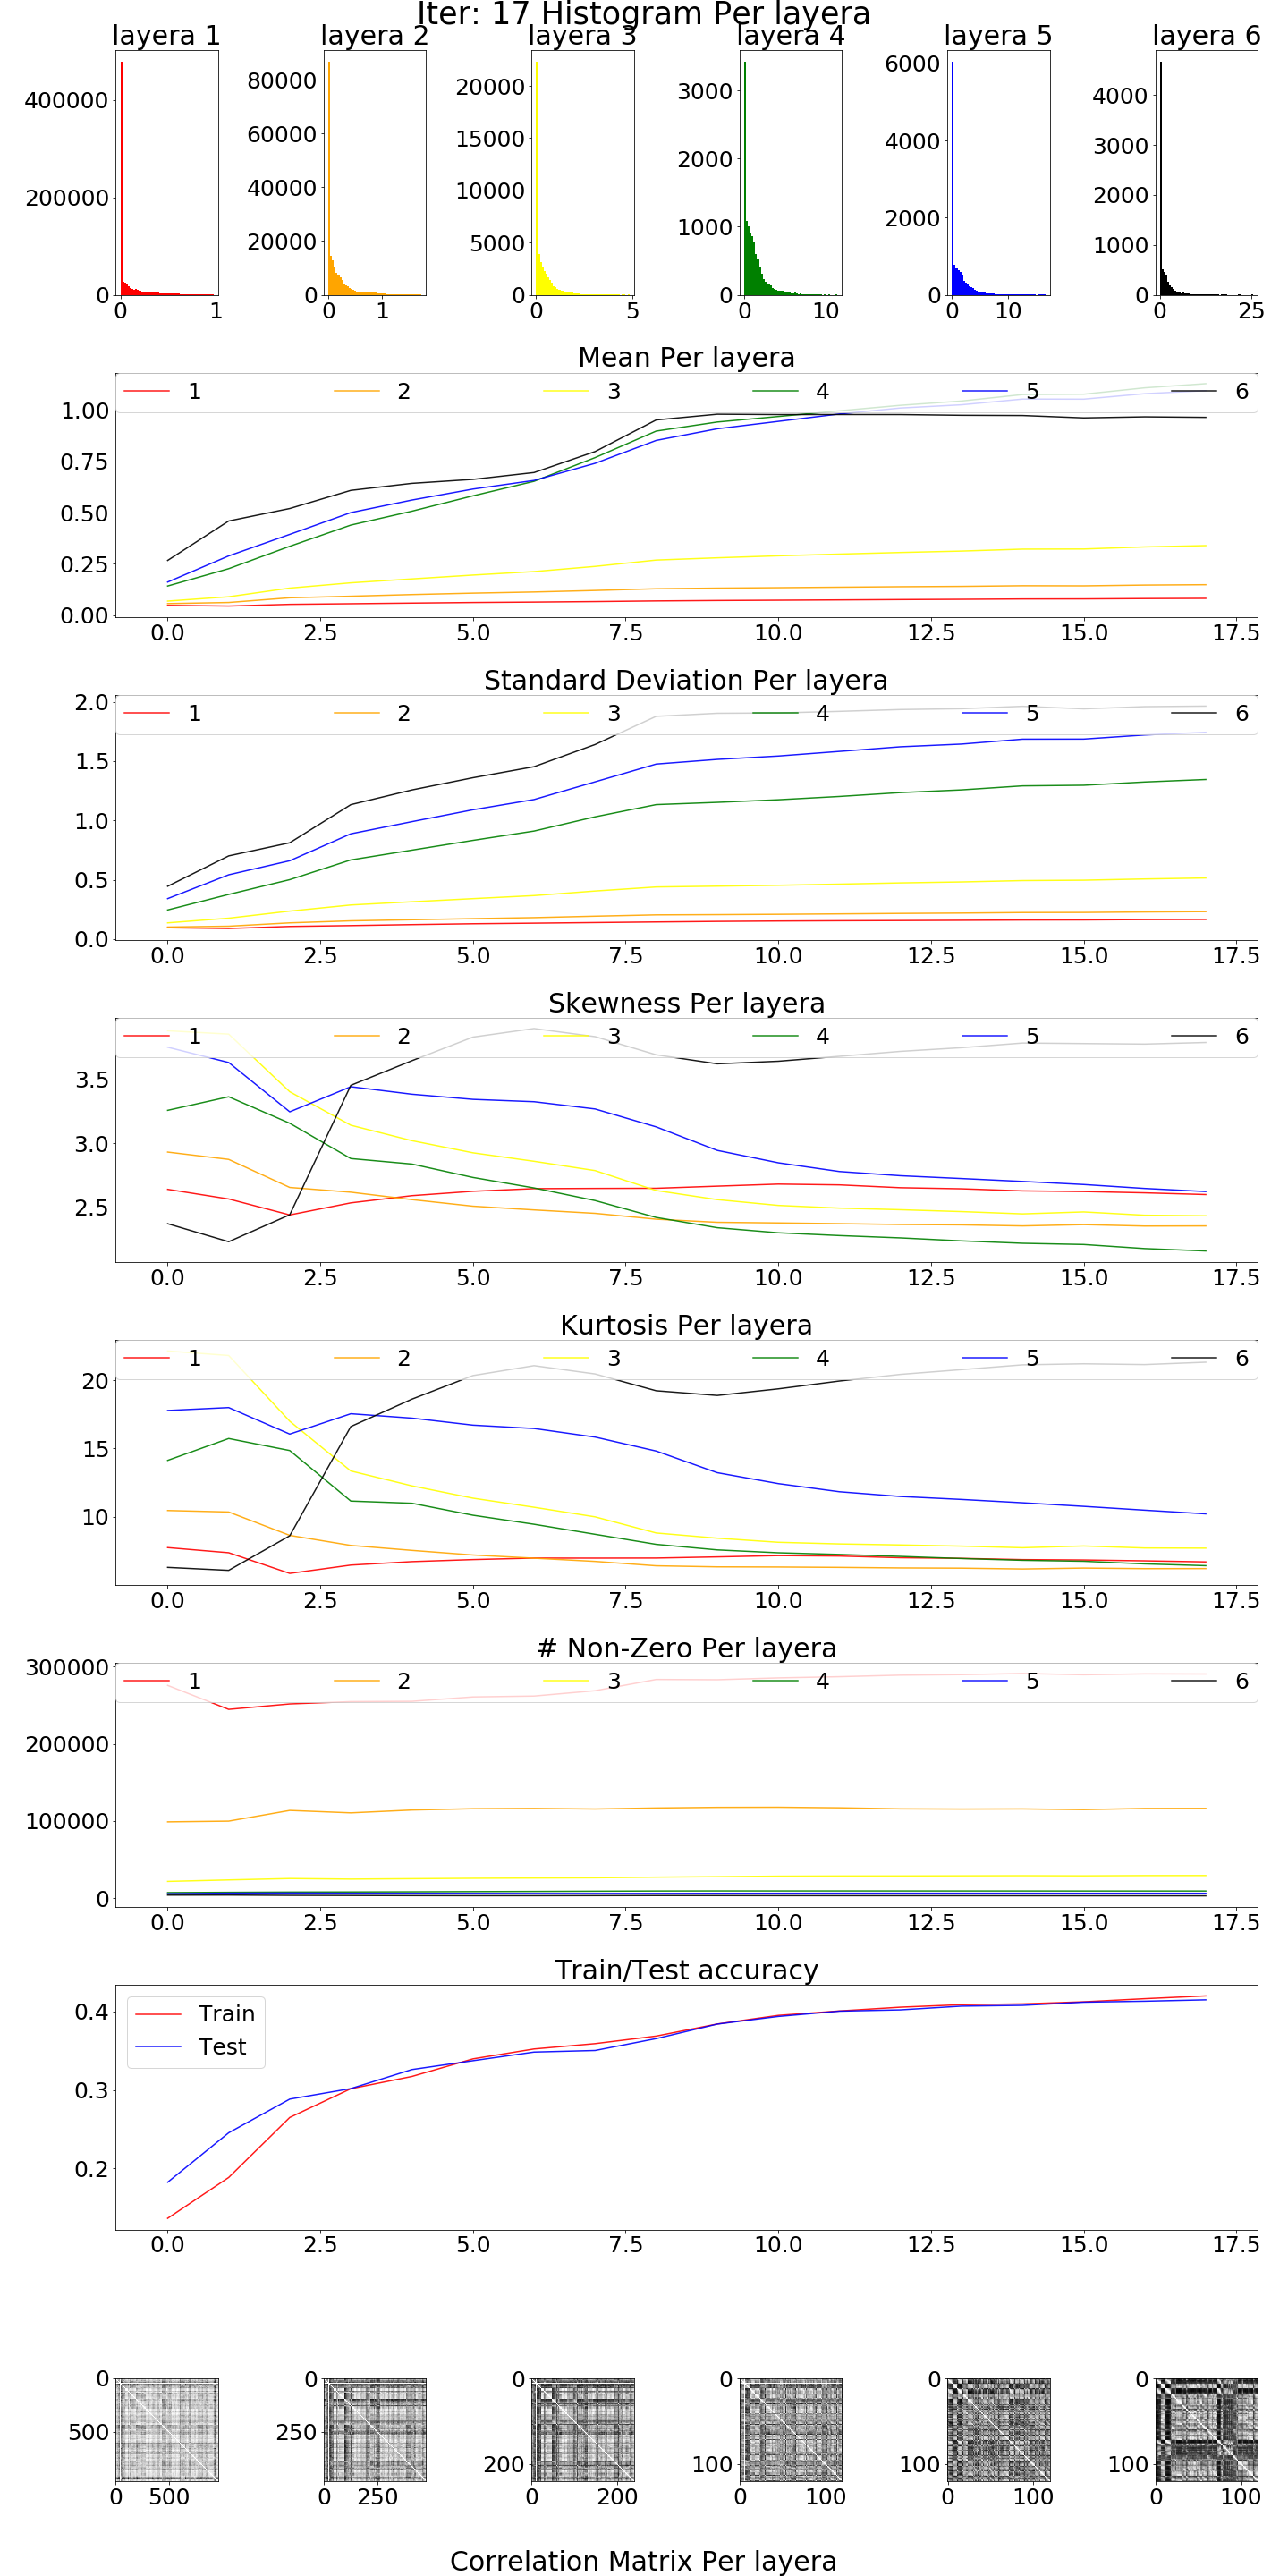 Iter: 17 Histogram Per layera
layera 1 layera 2 layera 3 layera 4 layera 5 layera 6
400000 200000 0 0 1
80000 60000 40000 20000 0 0 1
20000 15000 10000 5000 0 0 5
3000 2000 1000 0 0 10
6000 4000 2000 0 0 10
4000 3000 2000 1000 0 0 25
Mean Per layera
1 2 3 4 5 6
1.00
0.75
0.50
0.25
0.00
0.0 2.5 5.0 7.5 10.0 12.5 15.0 17.5
Standard Deviation Per layera
1 2 3 4 5 6
2.0
1.5
1.0
0.5
0.0
0.0 2.5 5.0 7.5 10.0 12.5 15.0 17.5
Skewness Per layera
1 2 3 4 5 6
3.5
3.0
2.5
0.0 2.5 5.0 7.5 10.0 12.5 15.0 17.5
Kurtosis Per layera
1 2 3 4 5 6
20
15
10
0.0 2.5 5.0 7.5 10.0 12.5 15.0 17.5
# Non-Zero Per layera
1 2 3 4 5 6
300000
200000
100000
0
0.0 2.5 5.0 7.5 10.0 12.5 15.0 17.5
Train/Test accuracy
Train
Test
0.4
0.3
0.2
0.0 2.5 5.0 7.5 10.0 12.5 15.0 17.5
0 500 0 500
0 250 0 250
0 200 0 200
0 100 0 100
0 100 0 100
0 100 0 100
Correlation Matrix Per layera